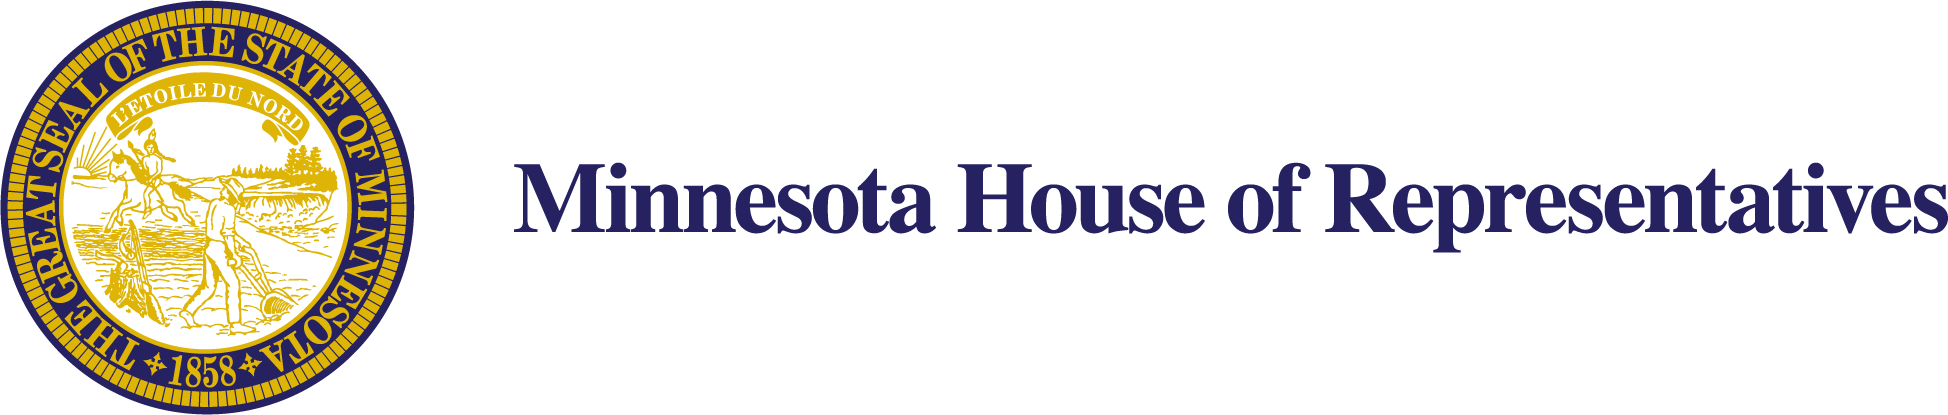 THE GREAT SEAL OF THE STATE OF MINNESOTA
L'ETOILE DU NORD
1858
Minnesota House of Representatives